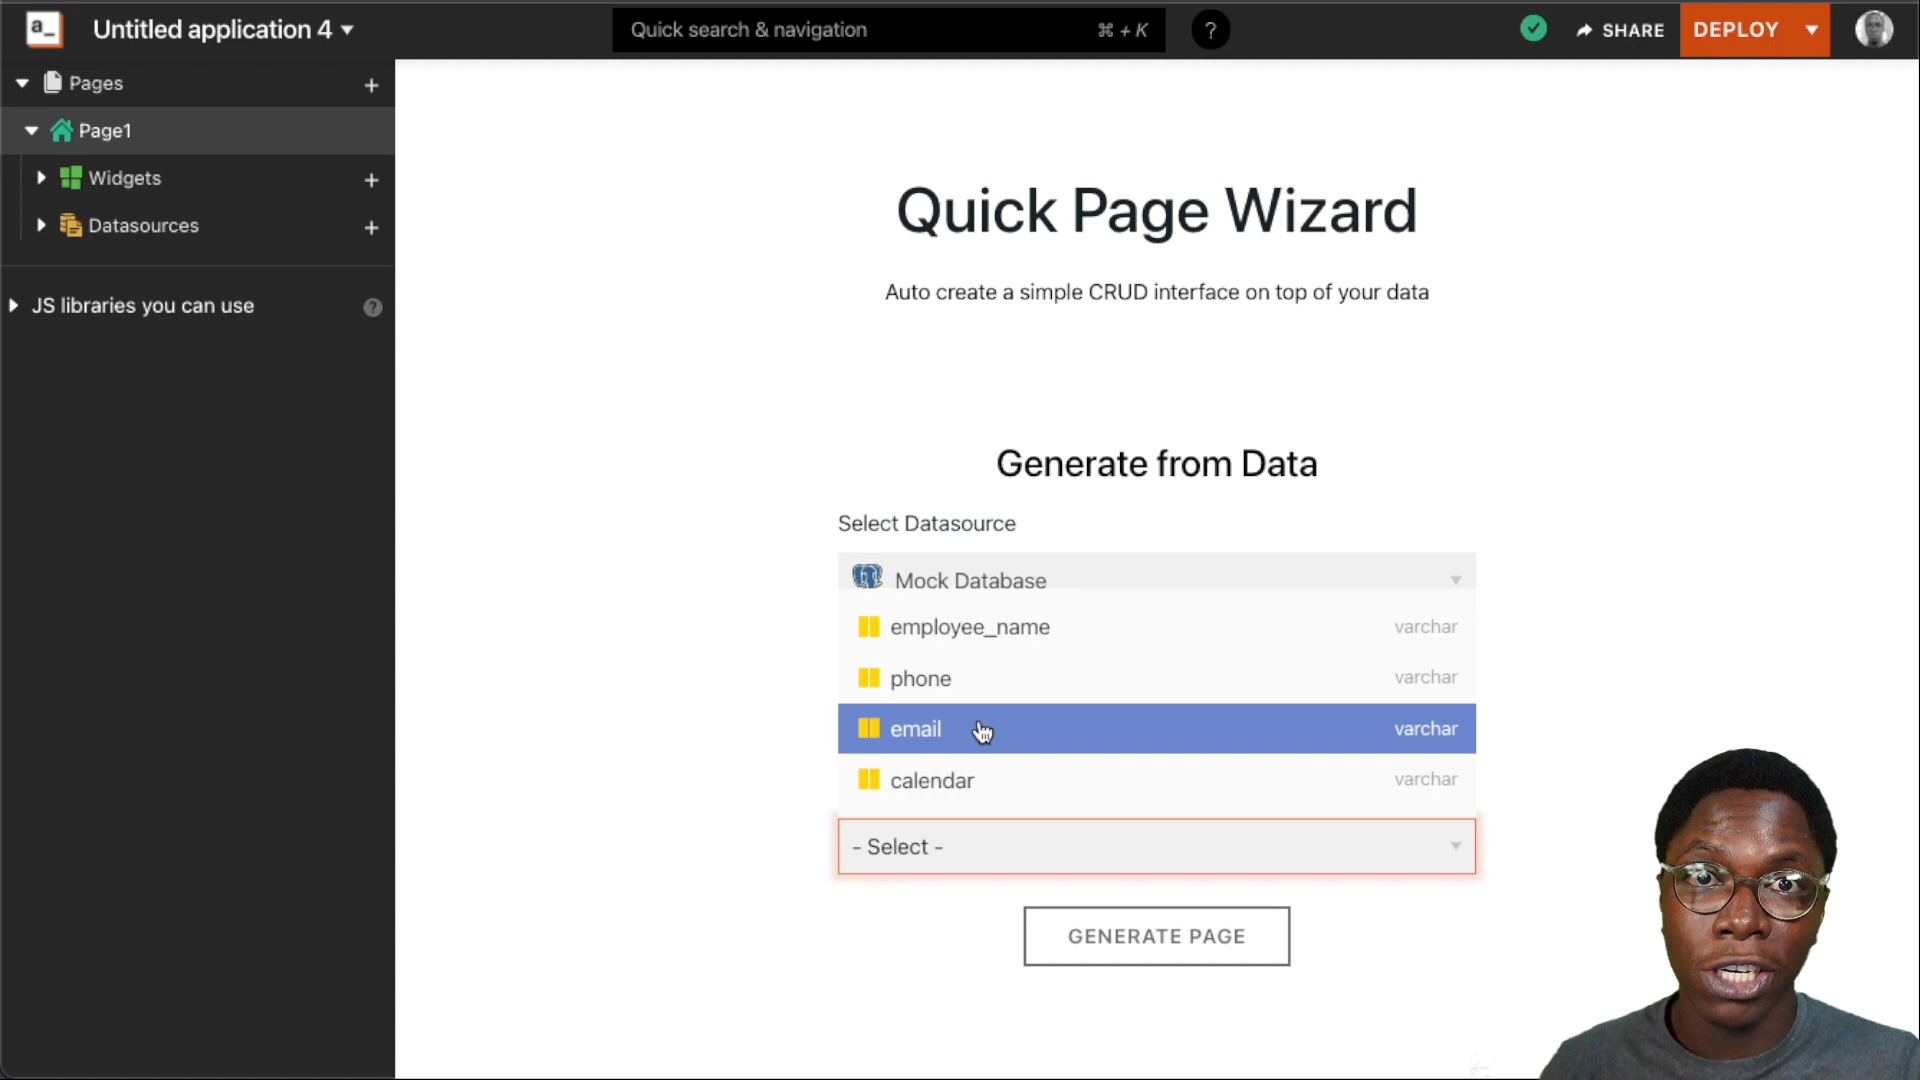 a_
Untitled application 4
Quick search & navigation ⌘ + K
?
SHARE
DEPLOY
Pages
+
Page1
Widgets
+
Datasources
+
JS libraries you can use
?
Quick Page Wizard
Auto create a simple CRUD interface on top of your data
Generate from Data
Select Datasource
Mock Database
employee_name varchar
phone varchar
email varchar
calendar varchar
- Select -
GENERATE PAGE